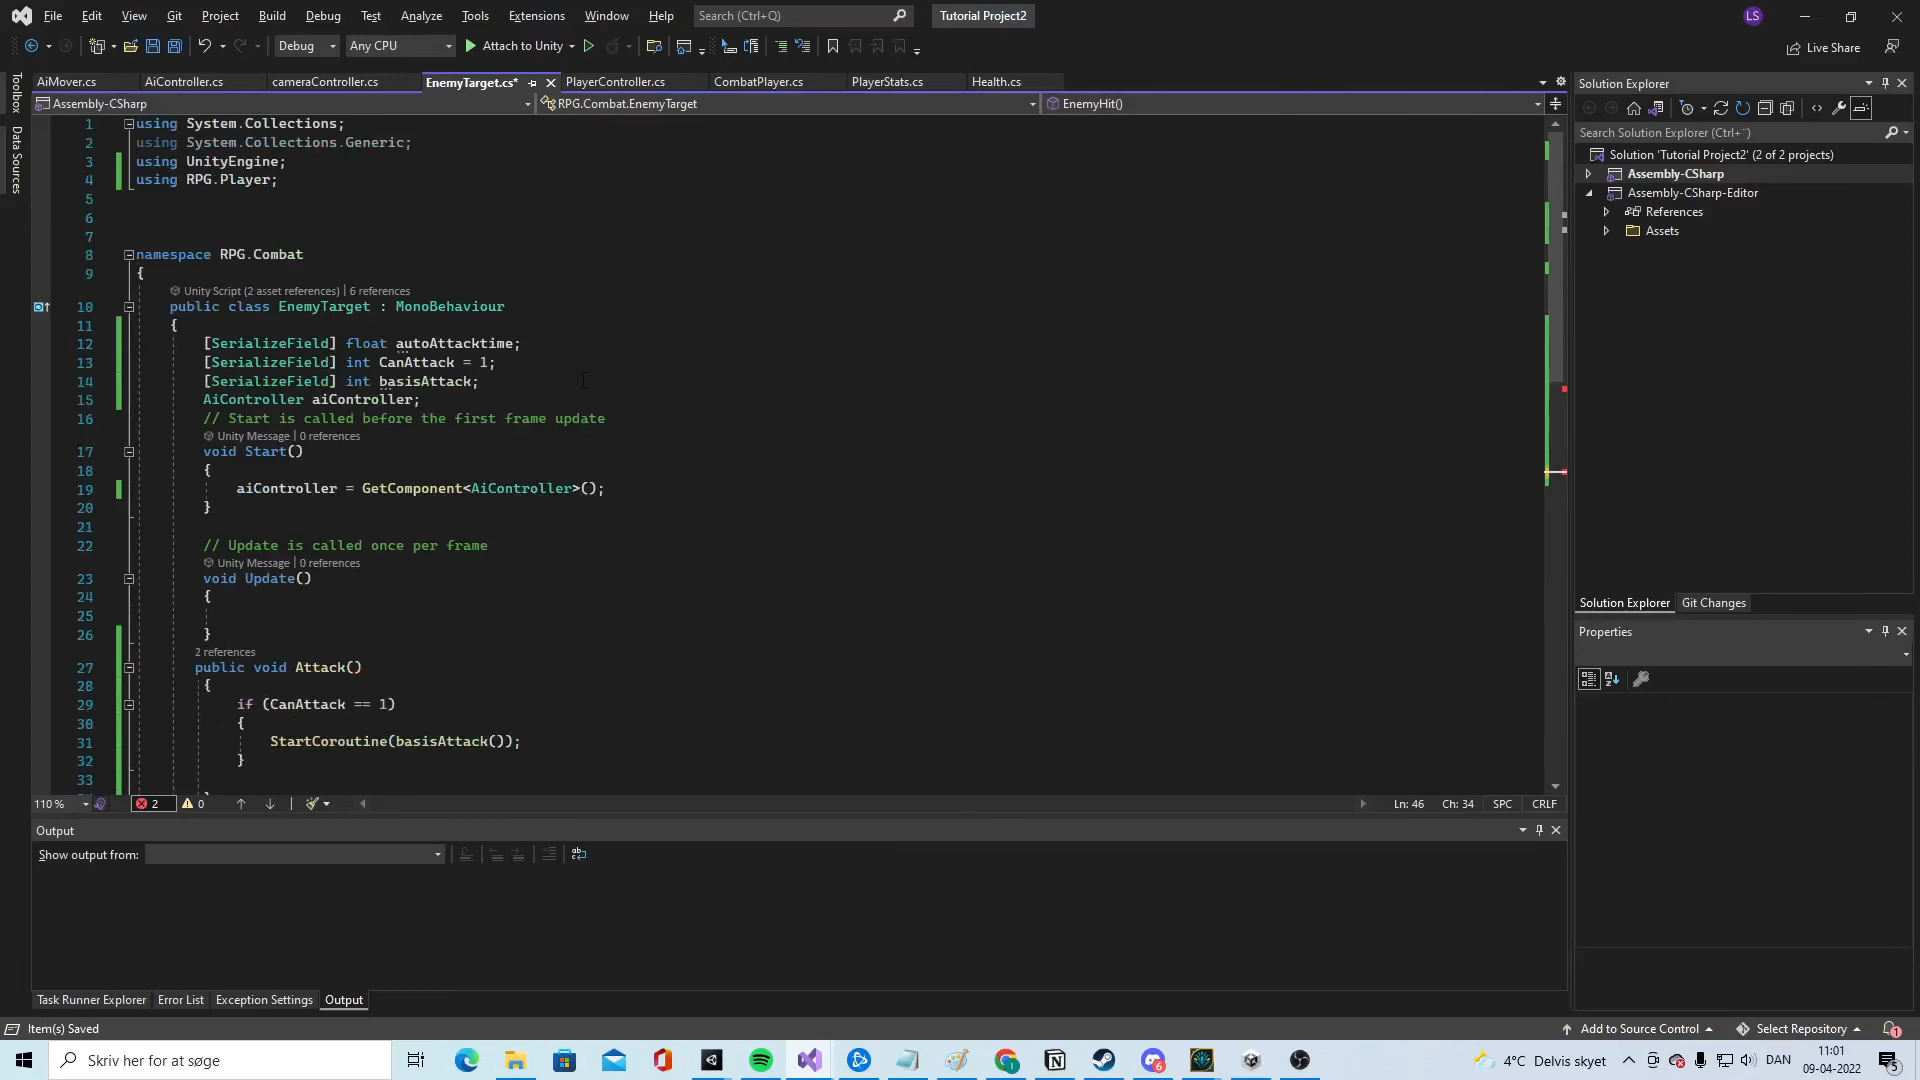 File Edit View Git Project Build Debug Test Analyze Tools Extensions Window Help Search (Ctrl+Q) Tutorial Project2 LS
Debug Any CPU Attach to Unity Live Share
AiMover.cs AiController.cs cameraController.cs EnemyTarget.cs* PlayerController.cs CombatPlayer.cs PlayerStats.cs Health.cs
Assembly-CSharp RPG.Combat.EnemyTarget EnemyHit()
Toolbox
Data Sources
1 using System.Collections;
2 using System.Collections.Generic;
3 using UnityEngine;
4 using RPG.Player;
5
6
7
8 namespace RPG.Combat
9 {
Unity Script (2 asset references) | 6 references
10 public class EnemyTarget : MonoBehaviour
11 {
12 [SerializeField] float autoAttacktime;
13 [SerializeField] int CanAttack = 1;
14 [SerializeField] int basisAttack;
15 AiController aiController;
16 // Start is called before the first frame update
Unity Message | 0 references
17 void Start()
18 {
19 aiController = GetComponent<AiController>();
20 }
21
22 // Update is called once per frame
Unity Message | 0 references
23 void Update()
24 {
25
26 }
2 references
27 public void Attack()
28 {
29 if (CanAttack == 1)
30 {
31 StartCoroutine(basisAttack());
32 }
33
110 % 2 0 Ln: 46 Ch: 34 SPC CRLF
Output
Show output from:
Task Runner Explorer Error List Exception Settings Output
Solution Explorer
Search Solution Explorer (Ctrl+¨)
Solution 'Tutorial Project2' (2 of 2 projects)
Assembly-CSharp
Assembly-CSharp-Editor
References
Assets
Solution Explorer Git Changes
Properties
Item(s) Saved Add to Source Control Select Repository 1
Skriv her for at søge 6 4°C Delvis skyet DAN 11:01
09-04-2022 5